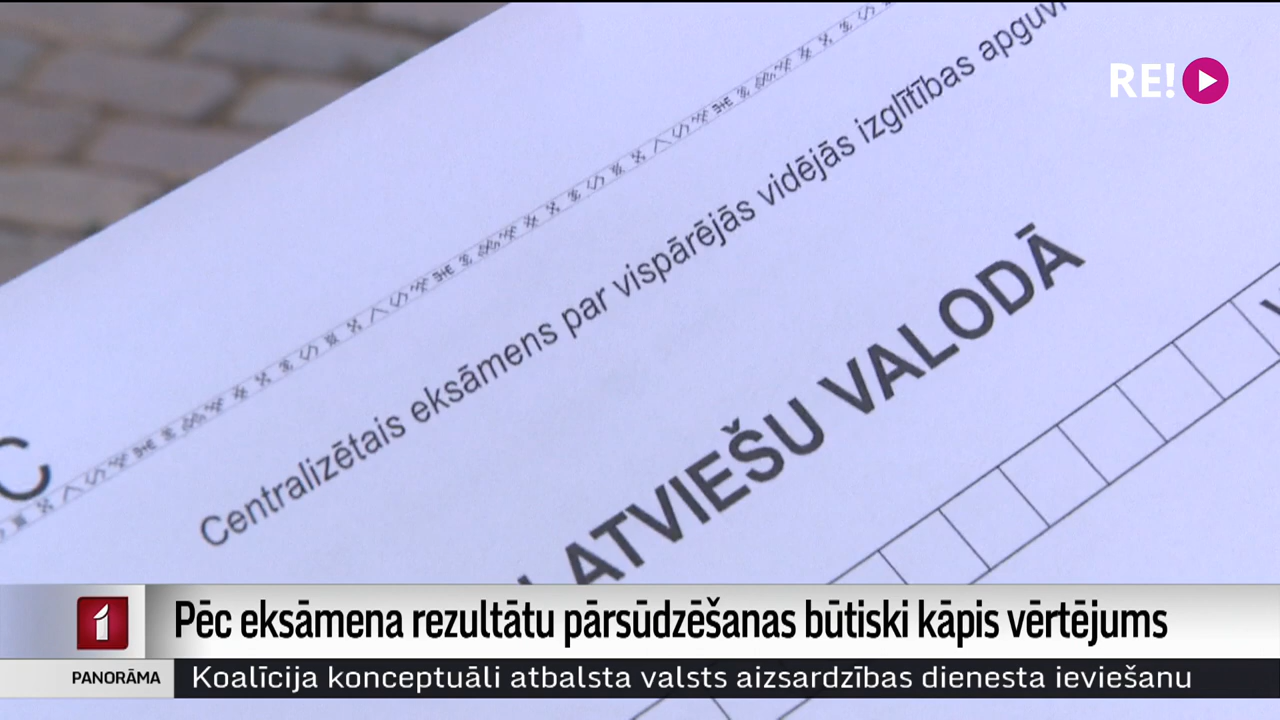 RE!
Centralizētais eksāmens par vispārējās vidējās izglītības
LATVIEŠU VALODĀ
C
1
Pēc eksāmena rezultātu pārsūdzēšanas būtiski kāpis vērtējums
PANORĀMA
Koalīcija konceptuāli atbalsta valsts aizsardzības dienesta ieviešanu